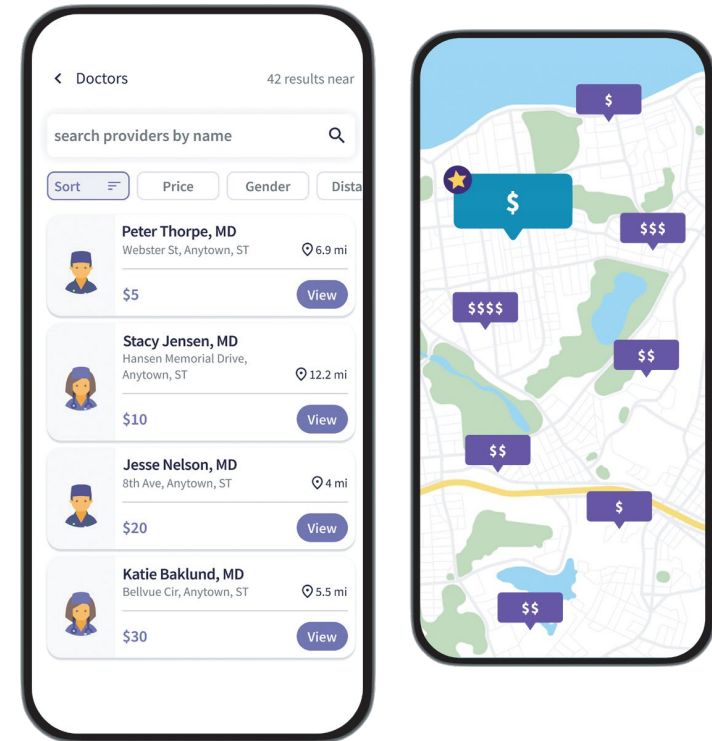 Doctors 42 results near
search providers by name
Sort Price Gender Dista
Peter Thorpe, MD
Webster St, Anytown, ST 6.9 mi
$5 View
Stacy Jensen, MD
Hansen Memorial Drive,
Anytown, ST 12.2 mi
$10 View
Jesse Nelson, MD
8th Ave, Anytown, ST 4 mi
$20 View
Katie Baklund, MD
Bellvue Cir, Anytown, ST 5.5 mi
$30 View
$
$
$$$
$$$$
$$
$$
$
$$